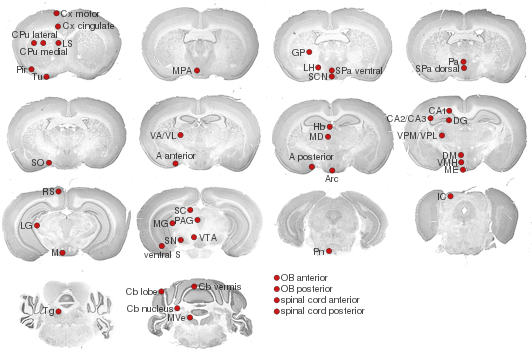 Cx motor
Cx cingulate
CPu lateral
LS
CPu medial
Pir
Tu
MPA
GP
LH
SPa ventral
SCN
Pa
SPa dorsal
SO
VA/VL
A anterior
Hb
MD
A posterior
Arc
CA1
CA2/CA3
DG
VPM/VPL
DM
VMH
ME
RS
LG
M
SC
MG
PAG
SN
VTA
ventral S
Pn
IC
Tg
Cb lobe
Cb vermis
Cb nucleus
MVe
OB anterior
OB posterior
spinal cord anterior
spinal cord posterior